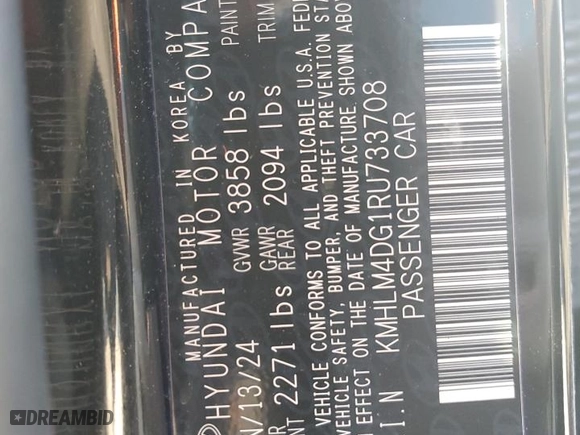 MANUFACTURED IN KOREA BY
HYUNDAI MOTOR COMPA
N/13/24 GVWR 3858 lbs PAINT
GAWR
2271 lbs REAR 2094 lbs TRIM
VEHICLE CONFORMS TO ALL APPLICABLE U.S.A. FED
VEHICLE SAFETY, BUMPER, AND THEFT PREVENTION STA
EFFECT ON THE DATE OF MANUFACTURE SHOWN ABOV
I.N KMHLM4DG1RU733708
PASSENGER CAR
DREAMBID